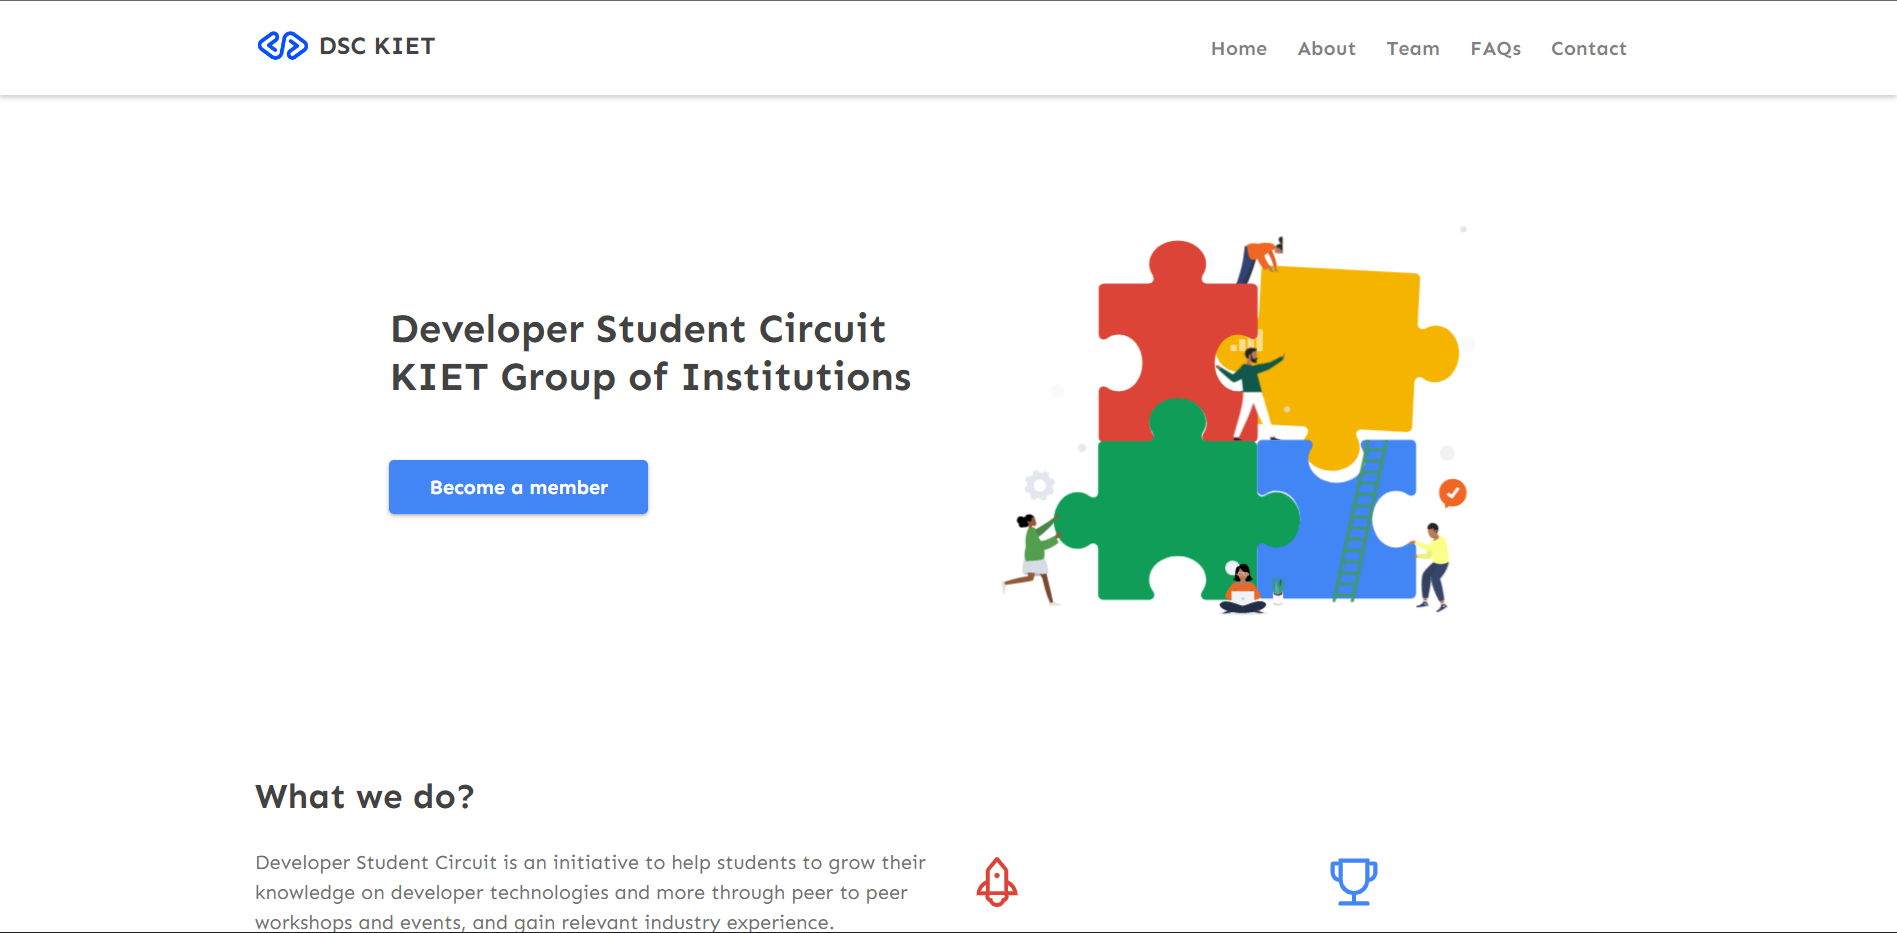 DSC KIET
Home About Team FAQs Contact
Developer Student Circuit
KIET Group of Institutions
Become a member
What we do?
Developer Student Circuit is an initiative to help students to grow their
knowledge on developer technologies and more through peer to peer
workshops and events, and gain relevant industry experience.